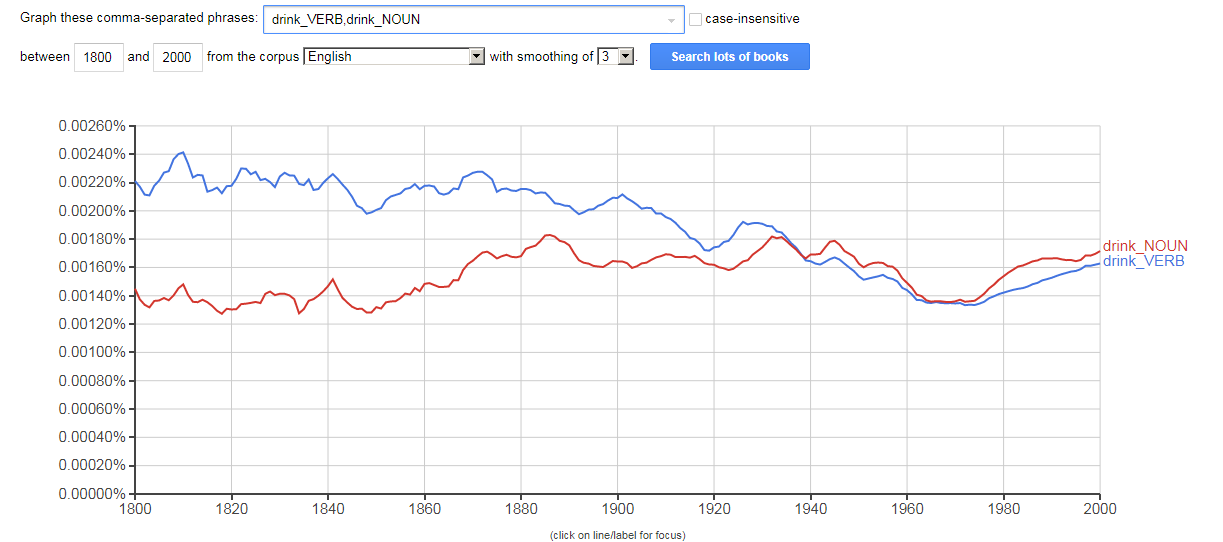 Graph these comma-separated phrases: drink_VERB,drink_NOUN case-insensitive
between 1800 and 2000 from the corpus English with smoothing of 3 . Search lots of books
0.00260%
0.00240%
0.00220%
0.00200%
0.00180%
0.00160%
0.00140%
0.00120%
0.00100%
0.00080%
0.00060%
0.00040%
0.00020%
0.00000%
drink_NOUN
drink_VERB
1800 1820 1840 1860 1880 1900 1920 1940 1960 1980 2000
(click on line/label for focus)